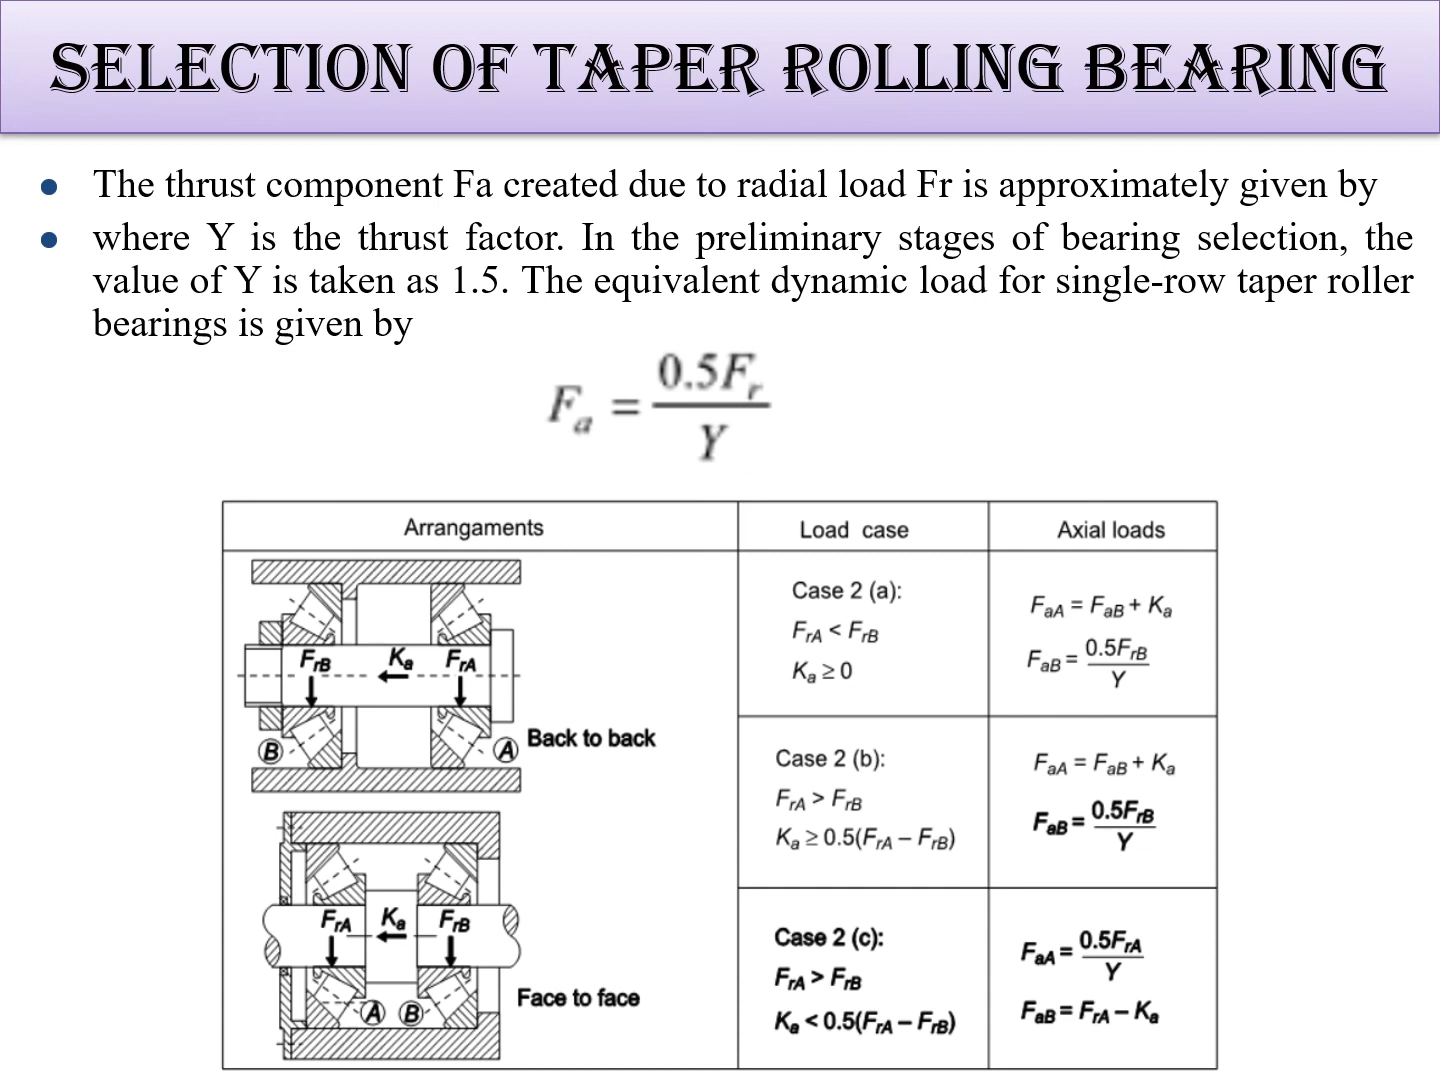 SELECTION OF TAPER ROLLING BEARING
• The thrust component Fa created due to radial load Fr is approximately given by
• where Y is the thrust factor. In the preliminary stages of bearing selection, the
value of Y is taken as 1.5. The equivalent dynamic load for single-row taper roller
bearings is given by
Fa = 0.5Fr / Y
Arrangaments
Load case
Axial loads
FrB Ka FrA
B
A
Back to back
Case 2 (a):
FrA < FrB
Ka ≥ 0
FaA = FaB + Ka
FaB = 0.5FrB / Y
Case 2 (b):
FrA > FrB
Ka ≥ 0.5(FrA – FrB)
FaA = FaB + Ka
FaB = 0.5FrB / Y
FrA Ka FrB
A B
Face to face
Case 2 (c):
FrA > FrB
Ka < 0.5(FrA – FrB)
FaA = 0.5FrA / Y
FaB = FrA – Ka